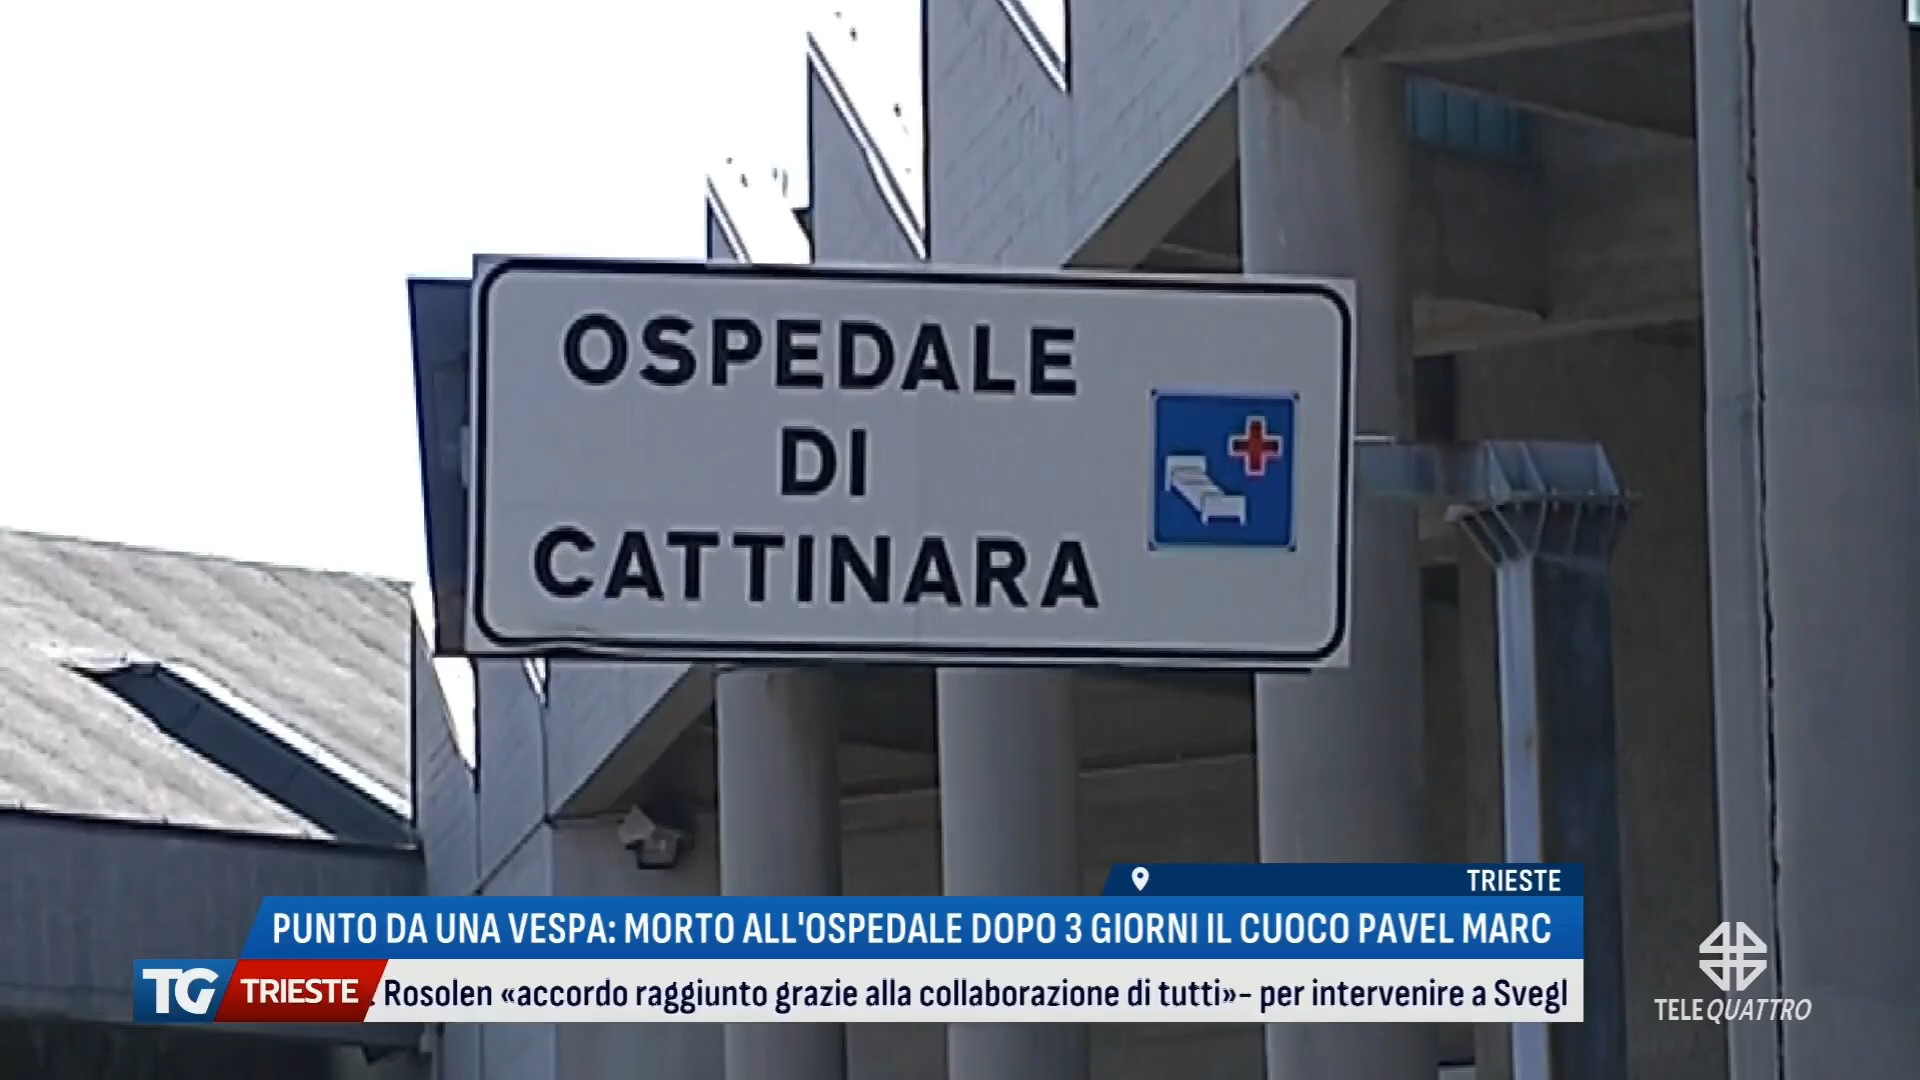 OSPEDALE
DI
CATTINARA
TRIESTE
PUNTO DA UNA VESPA: MORTO ALL'OSPEDALE DOPO 3 GIORNI IL CUOCO PAVEL MARC
TG TRIESTE
. Rosolen «accordo raggiunto grazie alla collaborazione di tutti»- per intervenire a Svegl
TELEQUATTRO